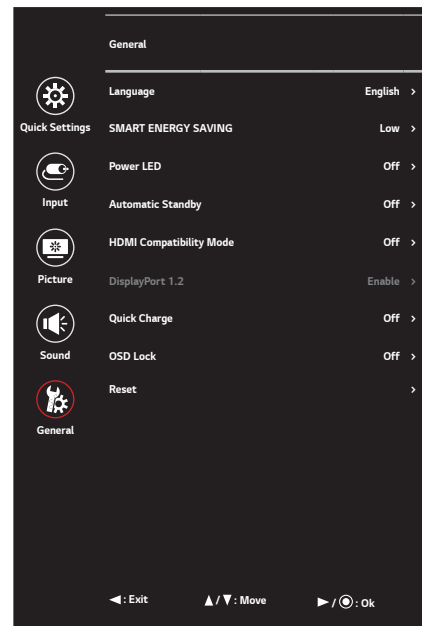 General
Quick Settings
Input
Picture
Sound
General
Language English >
SMART ENERGY SAVING Low >
Power LED Off >
Automatic Standby Off >
HDMI Compatibility Mode Off >
DisplayPort 1.2 Enable >
Quick Charge Off >
OSD Lock Off >
Reset >
◀ : Exit ▲ / ▼ : Move ► / ◉ : Ok